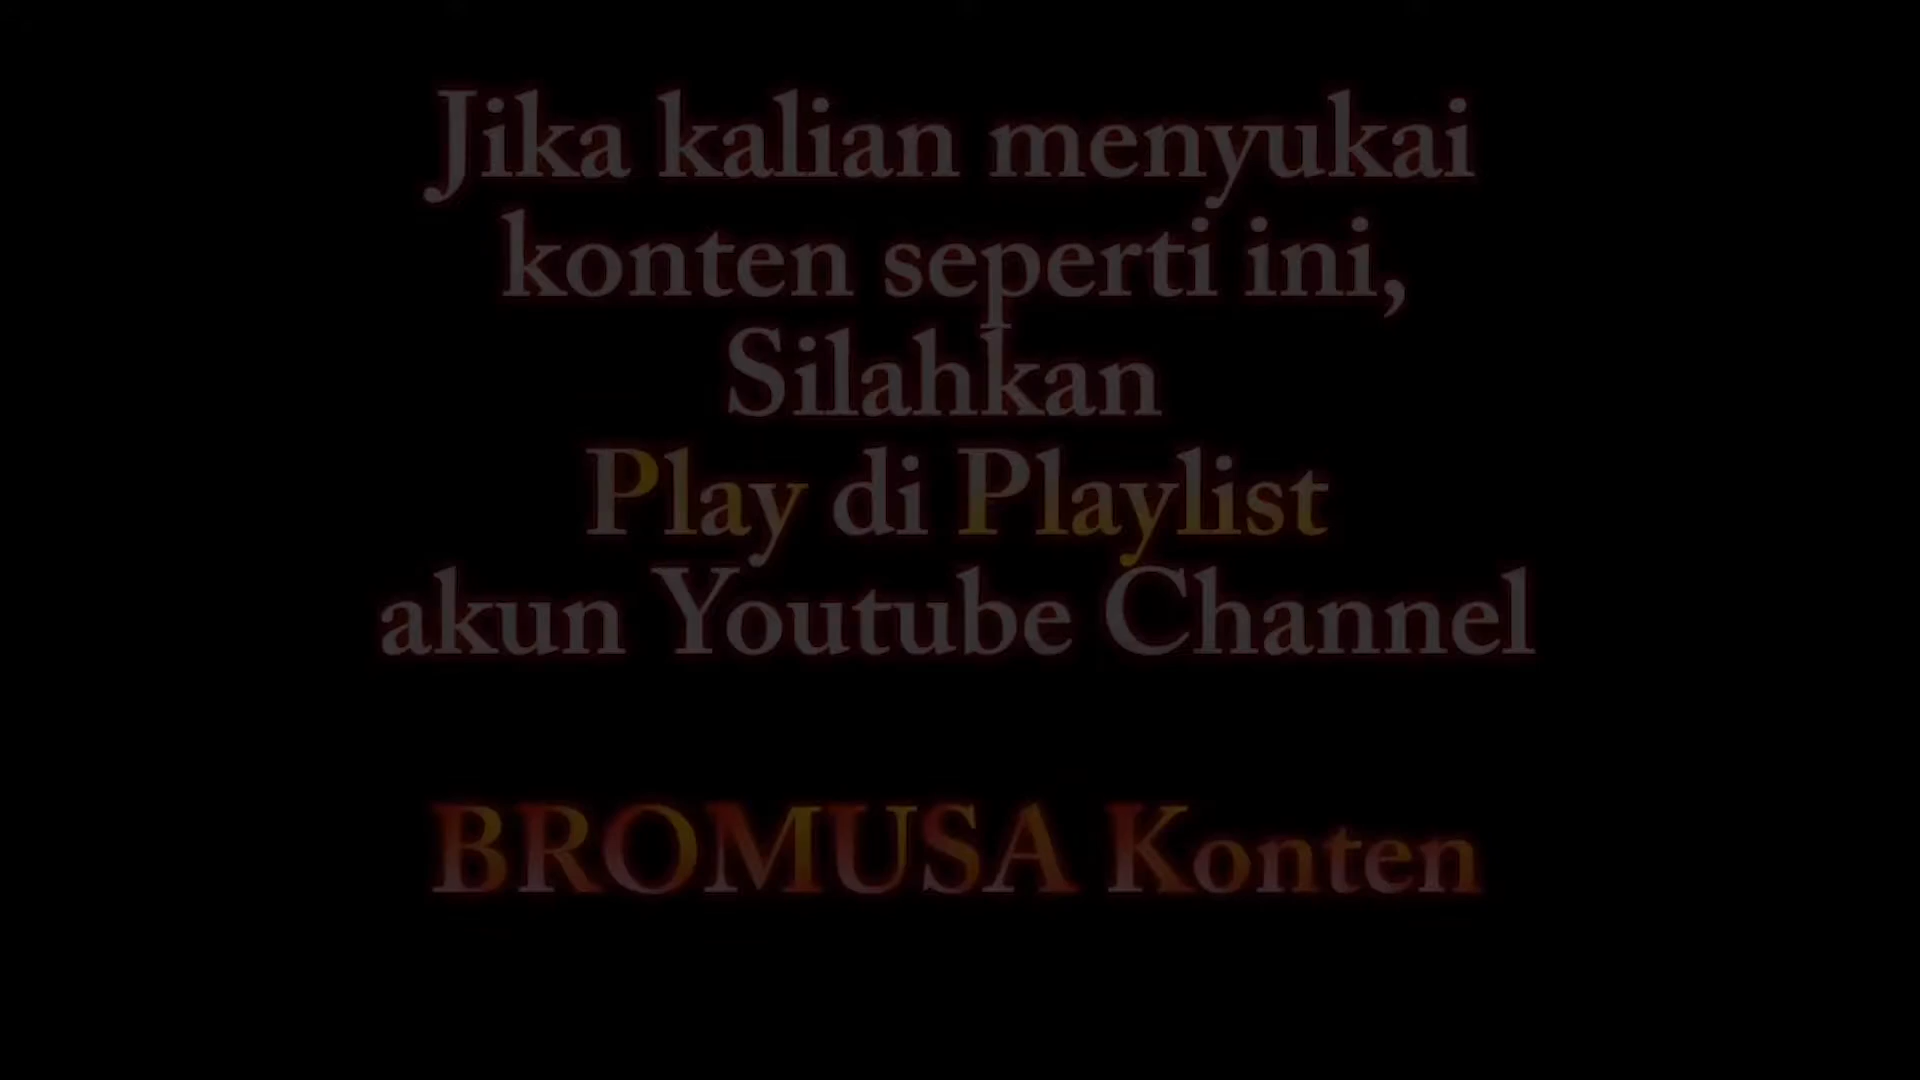 Jika kalian menyukai
konten seperti ini,
Silahkan
Play di Playlist
akun Youtube Channel
BROMUSA Konten